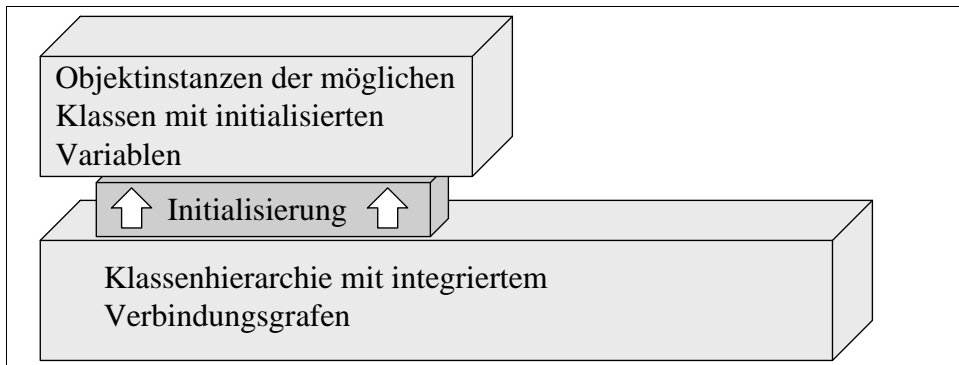 Objektinstanzen der möglichen
Klassen mit initialisierten
Variablen
Initialisierung
Klassenhierarchie mit integriertem
Verbindungsgrafen